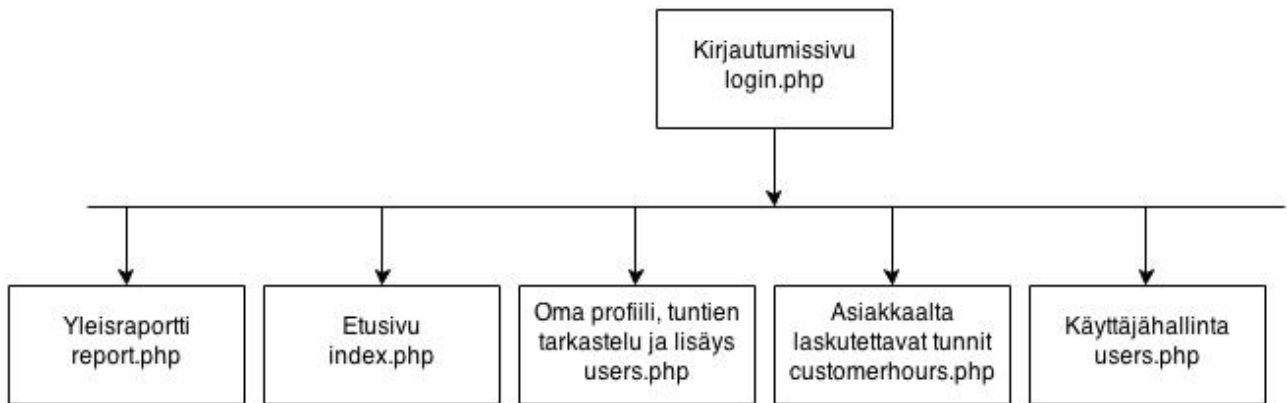 Kirjautumissivu
login.php
Yleisraportti
report.php
Etusivu
index.php
Oma profiili, tuntien
tarkastelu ja lisäys
users.php
Asiakkaalta
laskutettavat tunnit
customerhours.php
Käyttäjähallinta
users.php